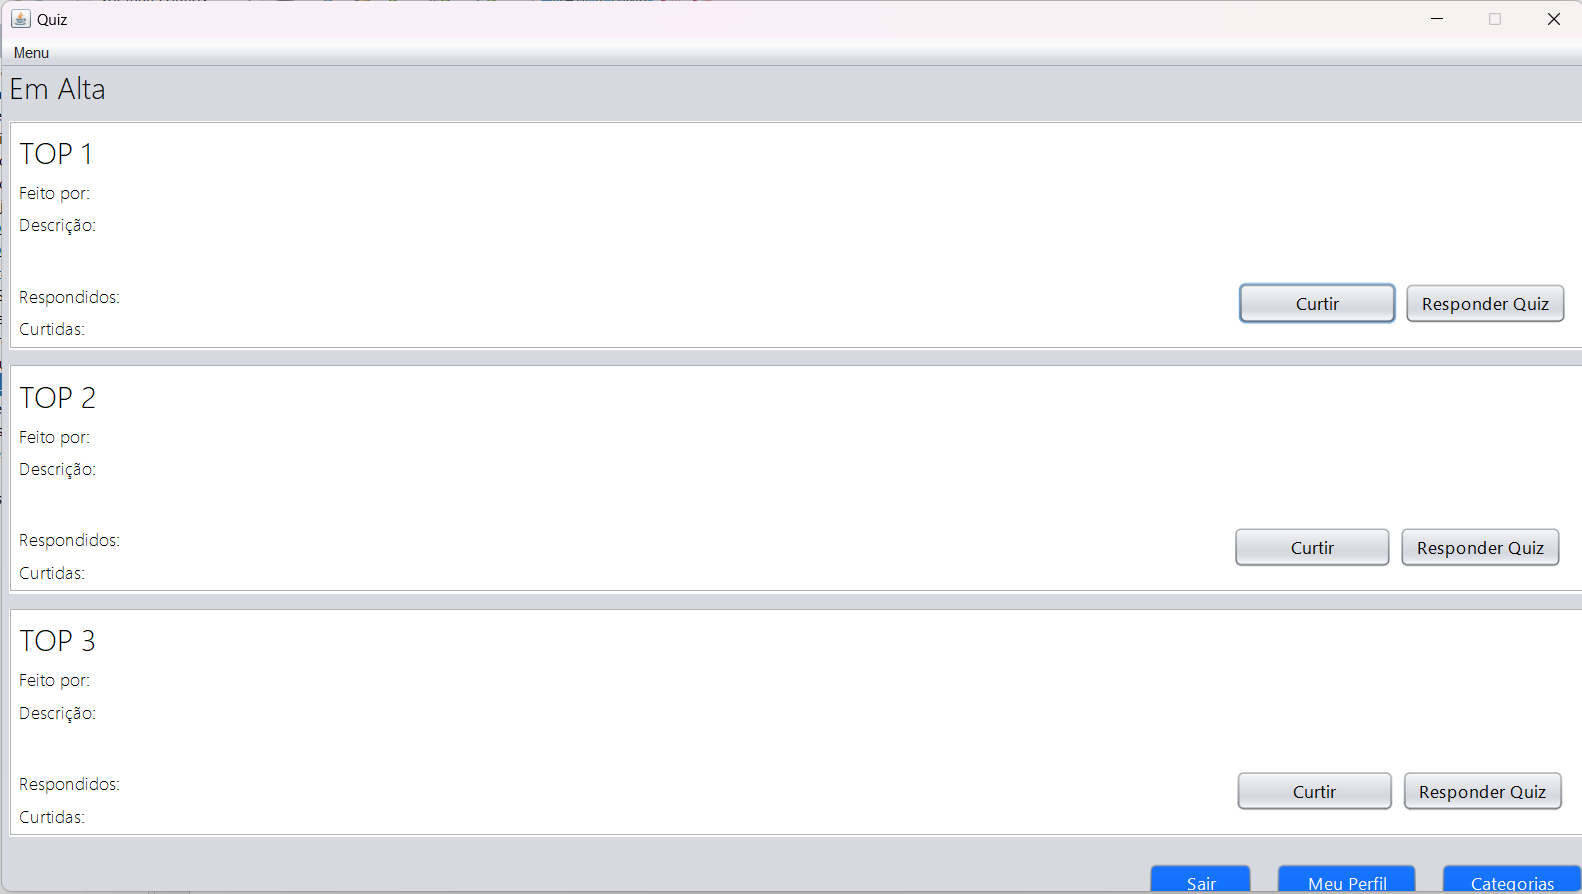 Quiz
Menu
Em Alta
TOP 1
Feito por:
Descrição:
Respondidos:
Curtidas:
Curtir
Responder Quiz
TOP 2
Feito por:
Descrição:
Respondidos:
Curtidas:
Curtir
Responder Quiz
TOP 3
Feito por:
Descrição:
Respondidos:
Curtidas:
Curtir
Responder Quiz
Sair
Meu Perfil
Categorias